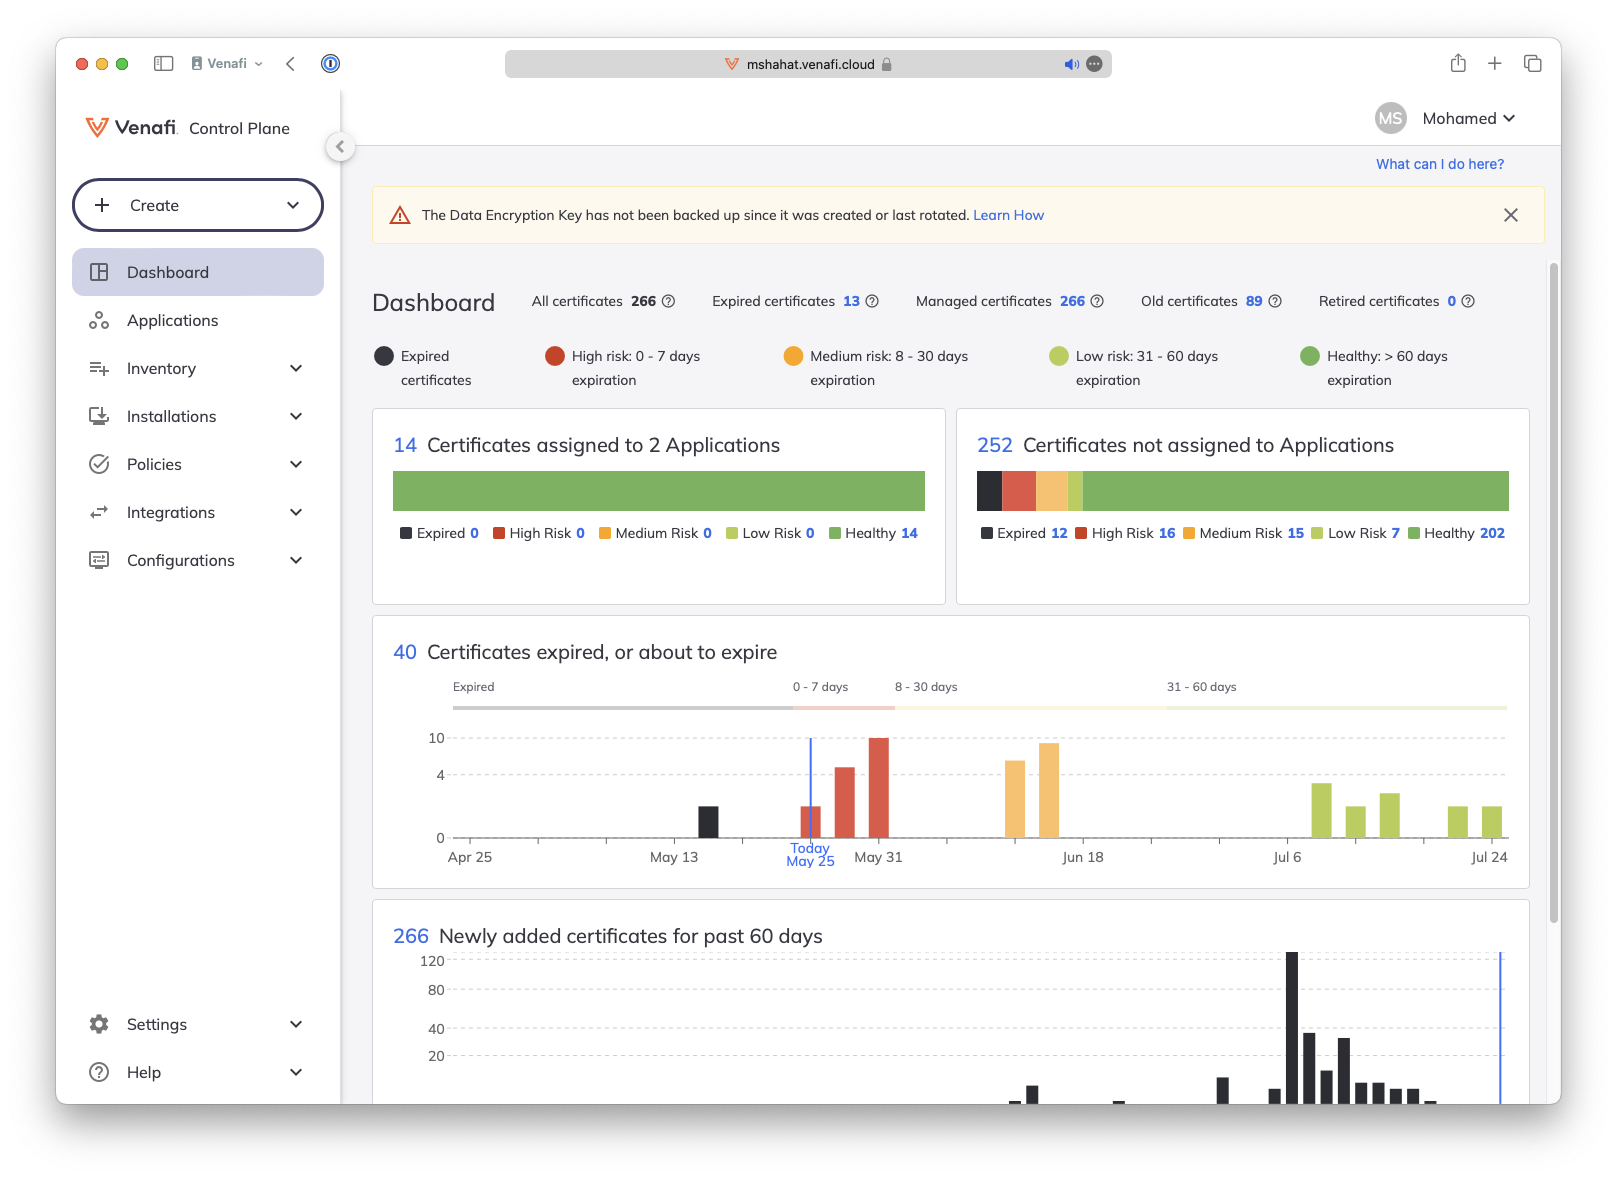 Venafi
mshahat.venafi.cloud
Venafi Control Plane
MS Mohamed
What can I do here?
Create
The Data Encryption Key has not been backed up since it was created or last rotated. Learn How
Dashboard
Applications
Inventory
Installations
Policies
Integrations
Configurations
Settings
Help
Dashboard
All certificates 266
Expired certificates 13
Managed certificates 266
Old certificates 89
Retired certificates 0
Expired
certificates
High risk: 0 - 7 days
expiration
Medium risk: 8 - 30 days
expiration
Low risk: 31 - 60 days
expiration
Healthy: > 60 days
expiration
14 Certificates assigned to 2 Applications
Expired 0 High Risk 0 Medium Risk 0 Low Risk 0 Healthy 14
252 Certificates not assigned to Applications
Expired 12 High Risk 16 Medium Risk 15 Low Risk 7 Healthy 202
40 Certificates expired, or about to expire
Expired 0 - 7 days 8 - 30 days 31 - 60 days
10
4
0
Apr 25 May 13 Today May 31 Jun 18 Jul 6 Jul 24
May 25
266 Newly added certificates for past 60 days
120
80
40
20